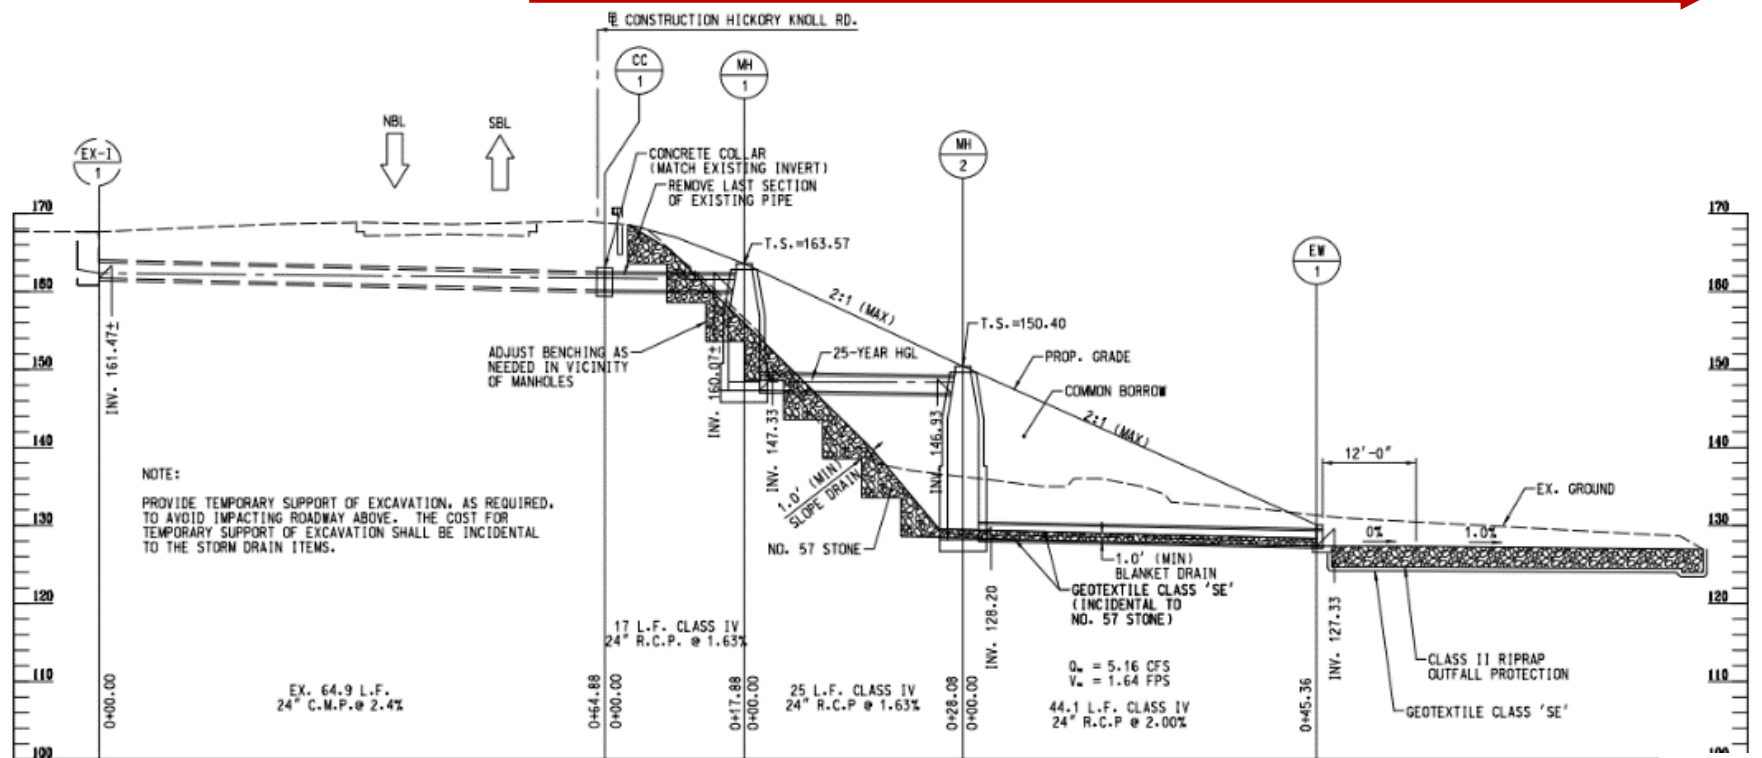 ℄ CONSTRUCTION HICKORY KNOLL RD.
CC
1
MH
1
NBL
SBL
EX-I
1
MH
2
CONCRETE COLLAR
(MATCH EXISTING INVERT)
REMOVE LAST SECTION
OF EXISTING PIPE
170
170
T.S.=163.57
EW
1
160
160
2:1 (MAX)
T.S.=150.40
INV. 161.47±
ADJUST BENCHING AS
NEEDED IN VICINITY
OF MANHOLES
INV. 160.07±
25-YEAR HGL
PROP. GRADE
150
150
COMMON BORROW
INV. 147.33
INV. 146.93
2:1 (MAX)
140
140
12'-0"
NOTE:
PROVIDE TEMPORARY SUPPORT OF EXCAVATION, AS REQUIRED,
TO AVOID IMPACTING ROADWAY ABOVE. THE COST FOR
TEMPORARY SUPPORT OF EXCAVATION SHALL BE INCIDENTAL
TO THE STORM DRAIN ITEMS.
1.0' (MIN)
SLOPE DRAIN
EX. GROUND
130
130
0%
1.0%
NO. 57 STONE
1.0' (MIN)
BLANKET DRAIN
GEOTEXTILE CLASS 'SE'
(INCIDENTAL TO
NO. 57 STONE)
120
120
INV. 128.20
INV. 127.33
17 L.F. CLASS IV
24" R.C.P. @ 1.63%
CLASS II RIPRAP
OUTFALL PROTECTION
110
110
EX. 64.9 L.F.
24" C.M.P.@ 2.4%
25 L.F. CLASS IV
24" R.C.P @ 1.63%
= 5.16 CFS
= 1.64 FPS
44.1 L.F. CLASS IV
24" R.C.P @ 2.00%
GEOTEXTILE CLASS 'SE'
0+00.00
0+64.88
0+00.00
0+17.88
0+00.00
0+28.08
0+00.00
0+45.36
100
100